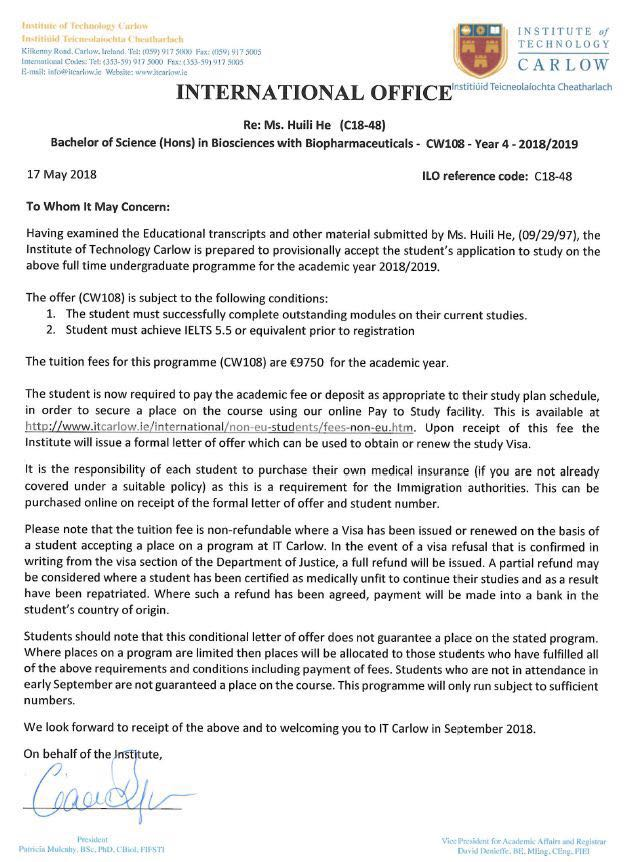 Institute of Technology Carlow
Institiúid Teicneolaíochta Cheatharlach
Kilkenny Road, Carlow, Ireland. Tel: (059) 917 5000 Fax: (059) 917 5005
International Codes: Tel: (353-59) 917 5000 Fax: (353-59) 917 5005
E-mail: info@itcarlow.ie Website: www.itcarlow.ie
INSTITUTE of
TECHNOLOGY
CARLOW
Institiúid Teicneolaíochta Cheatharlach
INTERNATIONAL OFFICE
Re: Ms. Huili He (C18-48)
Bachelor of Science (Hons) in Biosciences with Biopharmaceuticals - CW108 - Year 4 - 2018/2019
17 May 2018 ILO reference code: C18-48
To Whom It May Concern:
Having examined the Educational transcripts and other material submitted by Ms. Huili He, (09/29/97), the
Institute of Technology Carlow is prepared to provisionally accept the student's application to study on the
above full time undergraduate programme for the academic year 2018/2019.
The offer (CW108) is subject to the following conditions:
1. The student must successfully complete outstanding modules on their current studies.
2. Student must achieve IELTS 5.5 or equivalent prior to registration
The tuition fees for this programme (CW108) are €9750 for the academic year.
The student is now required to pay the academic fee or deposit as appropriate to their study plan schedule,
in order to secure a place on the course using our online Pay to Study facility. This is available at
http://www.itcarlow.ie/international/non-eu-students/fees-non-eu.htm. Upon receipt of this fee the
Institute will issue a formal letter of offer which can be used to obtain or renew the study Visa.
It is the responsibility of each student to purchase their own medical insurance (if you are not already
covered under a suitable policy) as this is a requirement for the Immigration authorities. This can be
purchased online on receipt of the formal letter of offer and student number.
Please note that the tuition fee is non-refundable where a Visa has been issued or renewed on the basis of
a student accepting a place on a program at IT Carlow. In the event of a visa refusal that is confirmed in
writing from the visa section of the Department of Justice, a full refund will be issued. A partial refund may
be considered where a student has been certified as medically unfit to continue their studies and as a result
have been repatriated. Where such a refund has been agreed, payment will be made into a bank in the
student's country of origin.
Students should note that this conditional letter of offer does not guarantee a place on the stated program.
Where places on a program are limited then places will be allocated to those students who have fulfilled all
of the above requirements and conditions including payment of fees. Students who are not in attendance in
early September are not guaranteed a place on the course. This programme will only run subject to sufficient
numbers.
We look forward to receipt of the above and to welcoming you to IT Carlow in September 2018.
On behalf of the Institute,
President
Patricia Mulcahy, BSc, PhD, CBiol, FIFSTI
Vice President for Academic Affairs and Registrar
David Denieffe, BE, MEng, CEng, FIEI